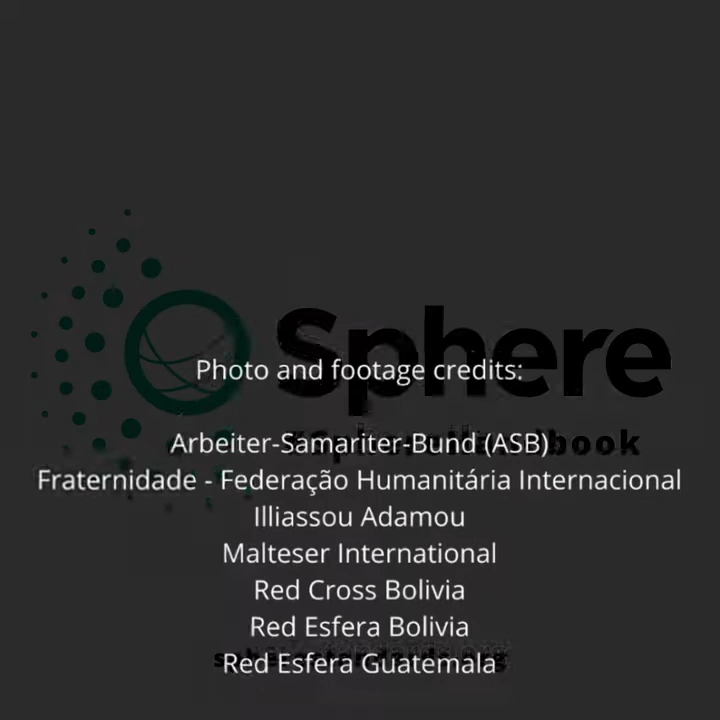 Sphere
Photo and footage credits:
Arbeiter-Samariter-Bund (ASB)
Fraternidade - Federação Humanitária Internacional
Illiassou Adamou
Malteser International
Red Cross Bolivia
Red Esfera Bolivia
Red Esfera Guatemala